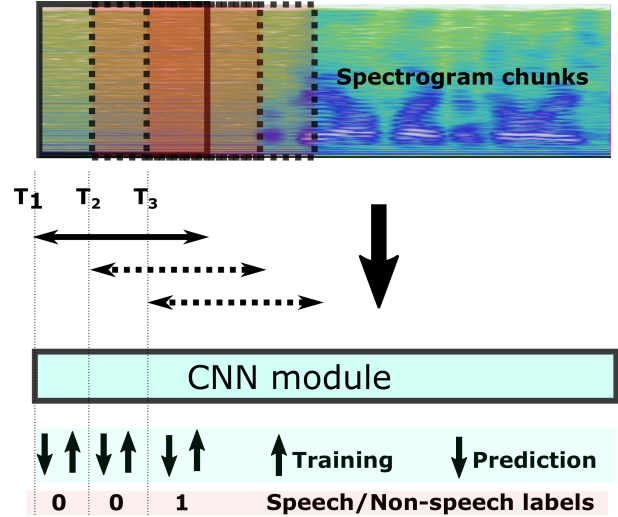 Spectrogram chunks
T1 T2 T3
CNN module
Training Prediction
0 0 1 Speech/Non-speech labels